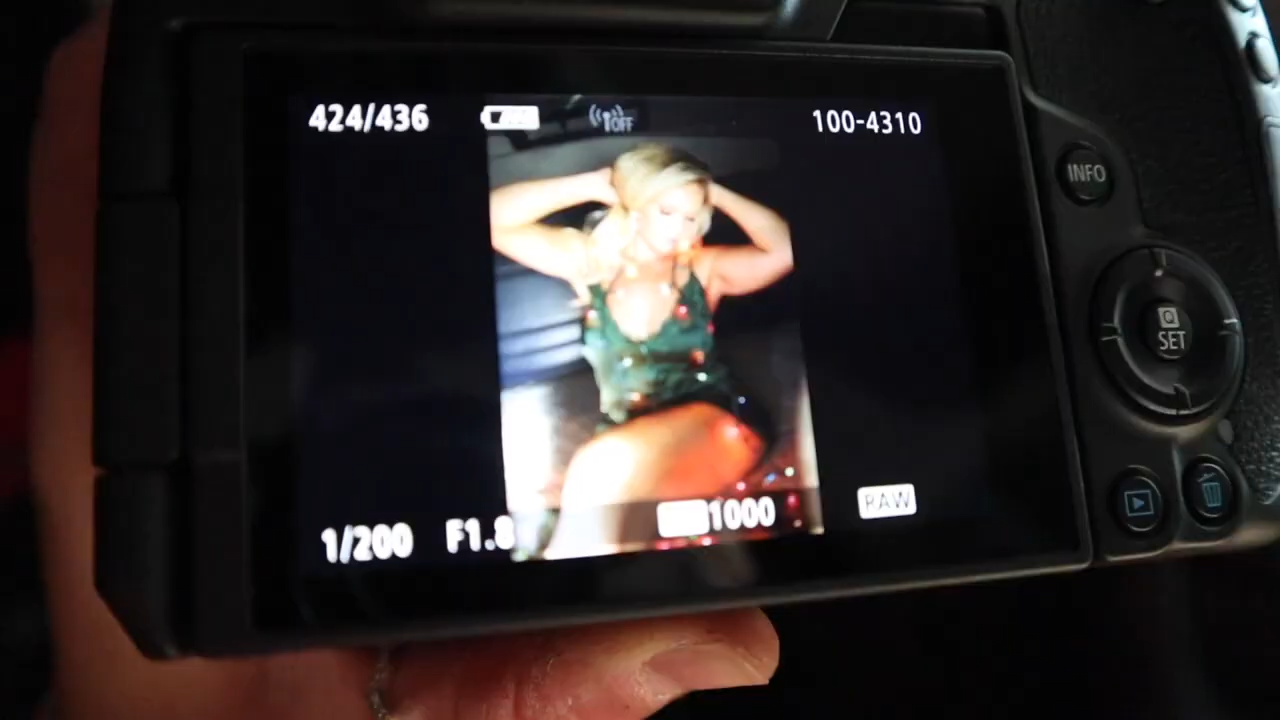 424/436
OFF
100-4310
INFO
Q
SET
1/200
F1.8
1000
RAW